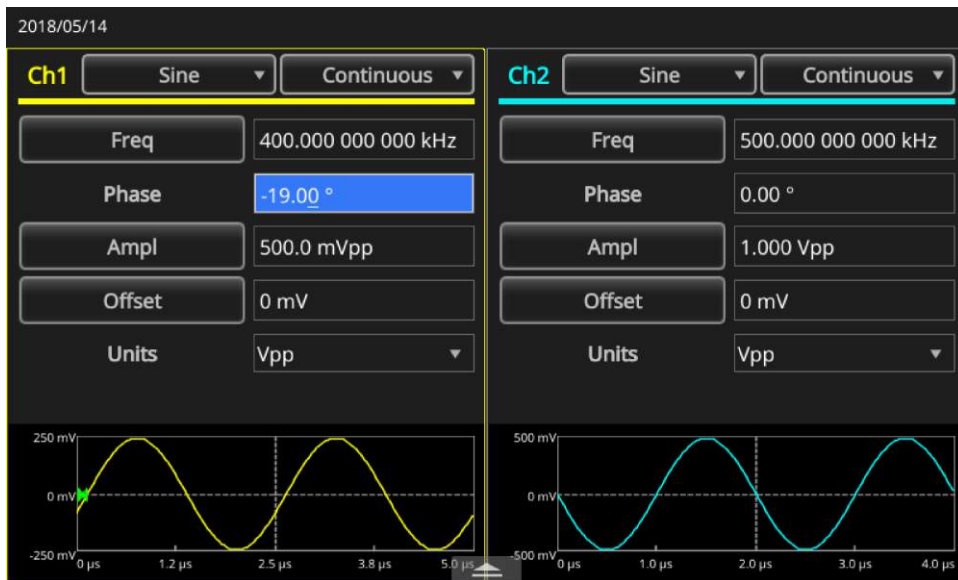 2018/05/14
Ch1 Sine Continuous
Freq 400.000 000 000 kHz
Phase -19.00 °
Ampl 500.0 mVpp
Offset 0 mV
Units Vpp
250 mV
0 mV
-250 mV
0 µs 1.2 µs 2.5 µs 3.8 µs 5.0 µs
Ch2 Sine Continuous
Freq 500.000 000 000 kHz
Phase 0.00 °
Ampl 1.000 Vpp
Offset 0 mV
Units Vpp
500 mV
0 mV
-500 mV
0 µs 1.0 µs 2.0 µs 3.0 µs 4.0 µs